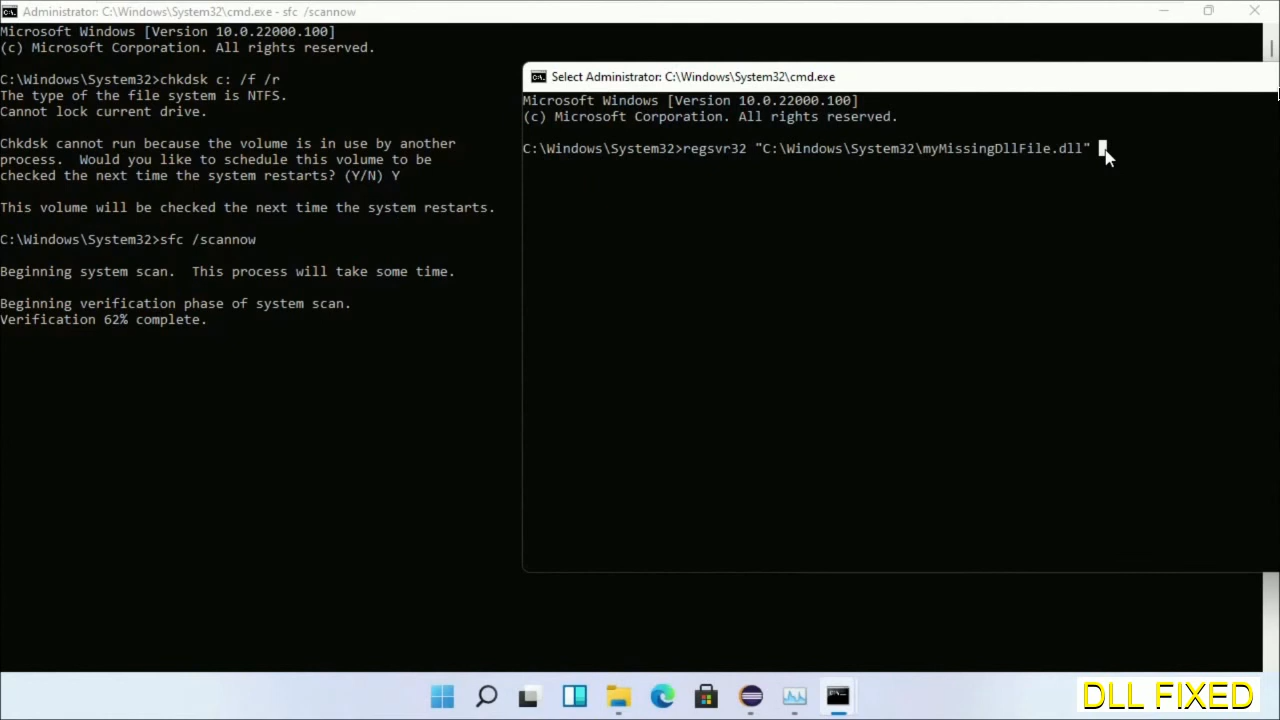 Administrator: C:\Windows\System32\cmd.exe - sfc /scannow
Microsoft Windows [Version 10.0.22000.100]
(c) Microsoft Corporation. All rights reserved.
C:\Windows\System32>chkdsk c: /f /r
The type of the file system is NTFS.
Cannot lock current drive.
Chkdsk cannot run because the volume is in use by another
process.  Would you like to schedule this volume to be
checked the next time the system restarts? (Y/N) Y
This volume will be checked the next time the system restarts.
C:\Windows\System32>sfc /scannow
Beginning system scan.  This process will take some time.
Beginning verification phase of system scan.
Verification 62% complete.
Select Administrator: C:\Windows\System32\cmd.exe
Microsoft Windows [Version 10.0.22000.100]
(c) Microsoft Corporation. All rights reserved.
C:\Windows\System32>regsvr32 "C:\Windows\System32\myMissingDllFile.dll"
DLL FIXED